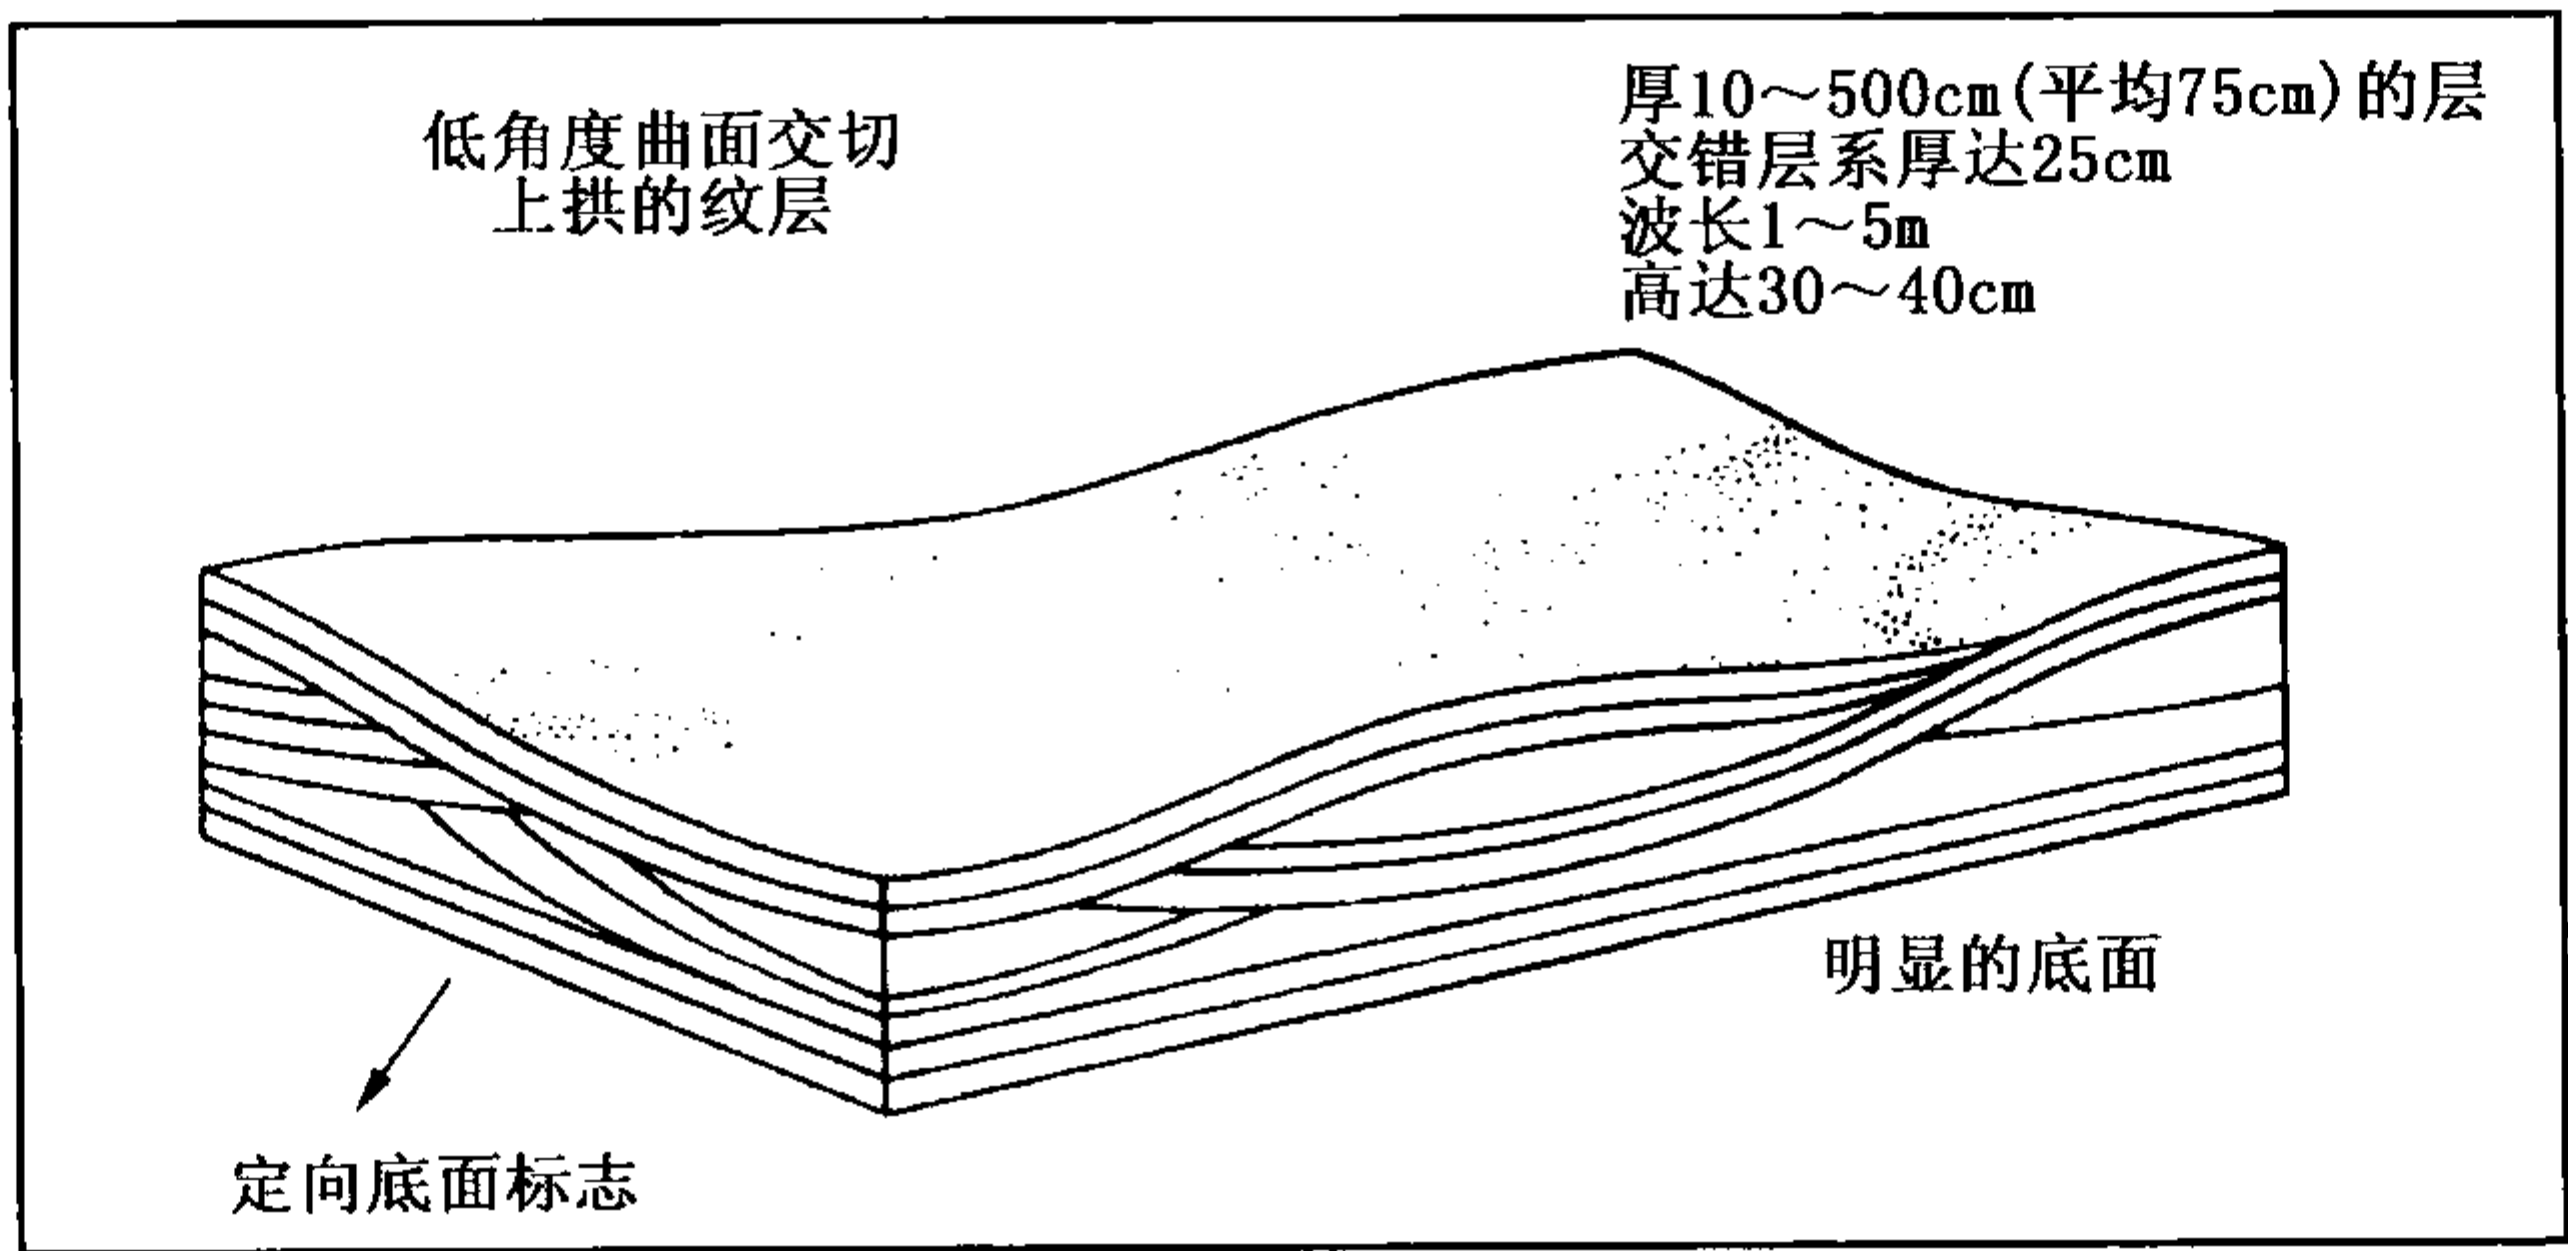 低角度曲面交切
上拱的纹层
厚10～500cm(平均75cm)的层
交错层系厚达25cm
波长1～5m
高达30～40cm
明显的底面
定向底面标志